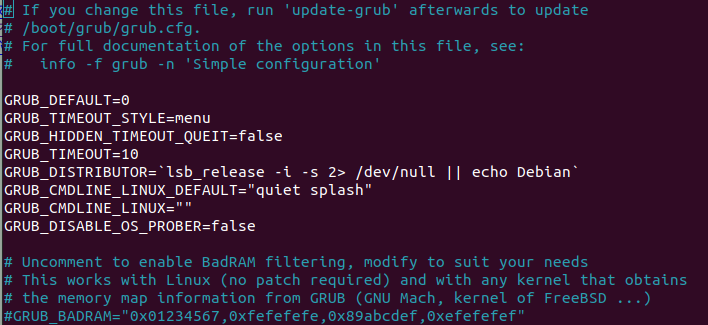 # If you change this file, run 'update-grub' afterwards to update
# /boot/grub/grub.cfg.
# For full documentation of the options in this file, see:
#   info -f grub -n 'Simple configuration'

GRUB_DEFAULT=0
GRUB_TIMEOUT_STYLE=menu
GRUB_HIDDEN_TIMEOUT_QUEIT=false
GRUB_TIMEOUT=10
GRUB_DISTRIBUTOR=`lsb_release -i -s 2> /dev/null || echo Debian`
GRUB_CMDLINE_LINUX_DEFAULT="quiet splash"
GRUB_CMDLINE_LINUX=""
GRUB_DISABLE_OS_PROBER=false

# Uncomment to enable BadRAM filtering, modify to suit your needs
# This works with Linux (no patch required) and with any kernel that obtains
# the memory map information from GRUB (GNU Mach, kernel of FreeBSD ...)
#GRUB_BADRAM="0x01234567,0xfefefefe,0x89abcdef,0xefefefef"